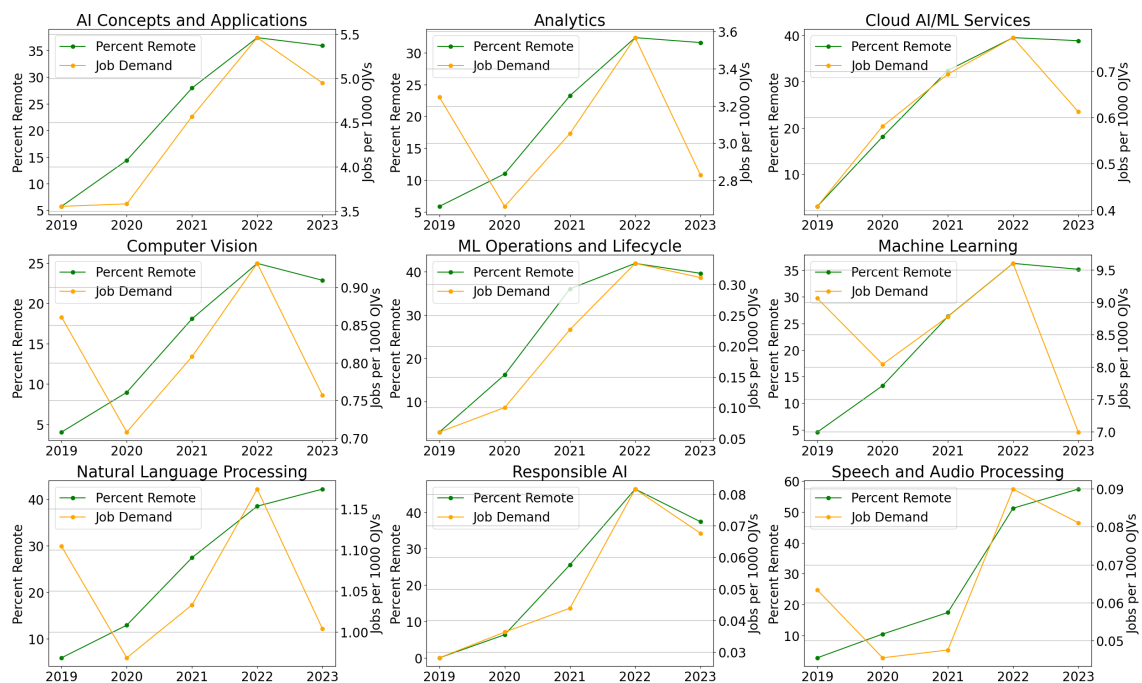 AI Concepts and Applications
Percent Remote
35
30
25
20
15
10
5
Percent Remote
Job Demand
5.5
5.0
4.5
4.0
3.5
Jobs per 1000 OJVs
2019 2020 2021 2022 2023
Analytics
Percent Remote
30
25
20
15
10
5
Percent Remote
Job Demand
3.6
3.4
3.2
3.0
2.8
Jobs per 1000 OJVs
2019 2020 2021 2022 2023
Cloud AI/ML Services
Percent Remote
40
30
20
10
Percent Remote
Job Demand
0.7
0.6
0.5
0.4
Jobs per 1000 OJVs
2019 2020 2021 2022 2023
Computer Vision
Percent Remote
25
20
15
10
5
Percent Remote
Job Demand
0.90
0.85
0.80
0.75
0.70
Jobs per 1000 OJVs
2019 2020 2021 2022 2023
ML Operations and Lifecycle
Percent Remote
40
30
20
10
Percent Remote
Job Demand
0.30
0.25
0.20
0.15
0.10
0.05
Jobs per 1000 OJVs
2019 2020 2021 2022 2023
Machine Learning
Percent Remote
35
30
25
20
15
10
5
Percent Remote
Job Demand
9.5
9.0
8.5
8.0
7.5
7.0
Jobs per 1000 OJVs
2019 2020 2021 2022 2023
Natural Language Processing
Percent Remote
40
30
20
10
Percent Remote
Job Demand
1.15
1.10
1.05
1.00
Jobs per 1000 OJVs
2019 2020 2021 2022 2023
Responsible AI
Percent Remote
40
30
20
10
0
Percent Remote
Job Demand
0.08
0.07
0.06
0.05
0.04
0.03
Jobs per 1000 OJVs
2019 2020 2021 2022 2023
Speech and Audio Processing
Percent Remote
60
50
40
30
20
10
Percent Remote
Job Demand
0.09
0.08
0.07
0.06
0.05
Jobs per 1000 OJVs
2019 2020 2021 2022 2023